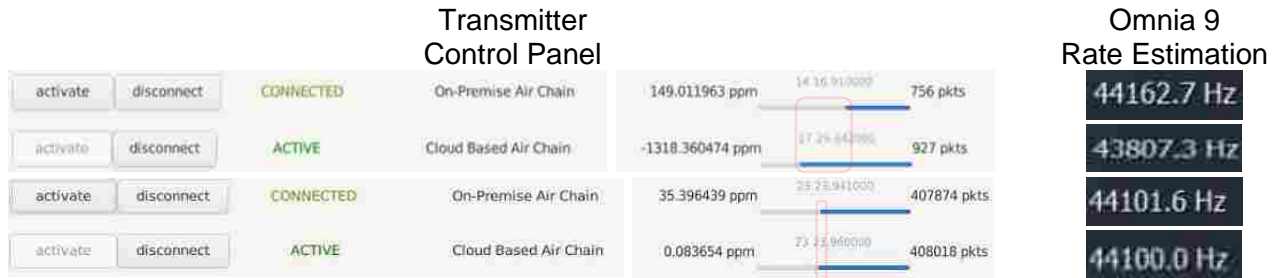 Transmitter
Control Panel
Omnia 9
Rate Estimation
activate disconnect CONNECTED On-Premise Air Chain 149.011963 ppm 14 16.910000 756 pkts 44162.7 Hz
activate disconnect ACTIVE Cloud Based Air Chain -1318.360474 ppm 927 pkts 43807.3 Hz
activate disconnect CONNECTED On-Premise Air Chain 35.396439 ppm 23 23.941000 407874 pkts 44101.6 Hz
activate disconnect ACTIVE Cloud Based Air Chain 0.083654 ppm 23 23.960000 408018 pkts 44100.0 Hz